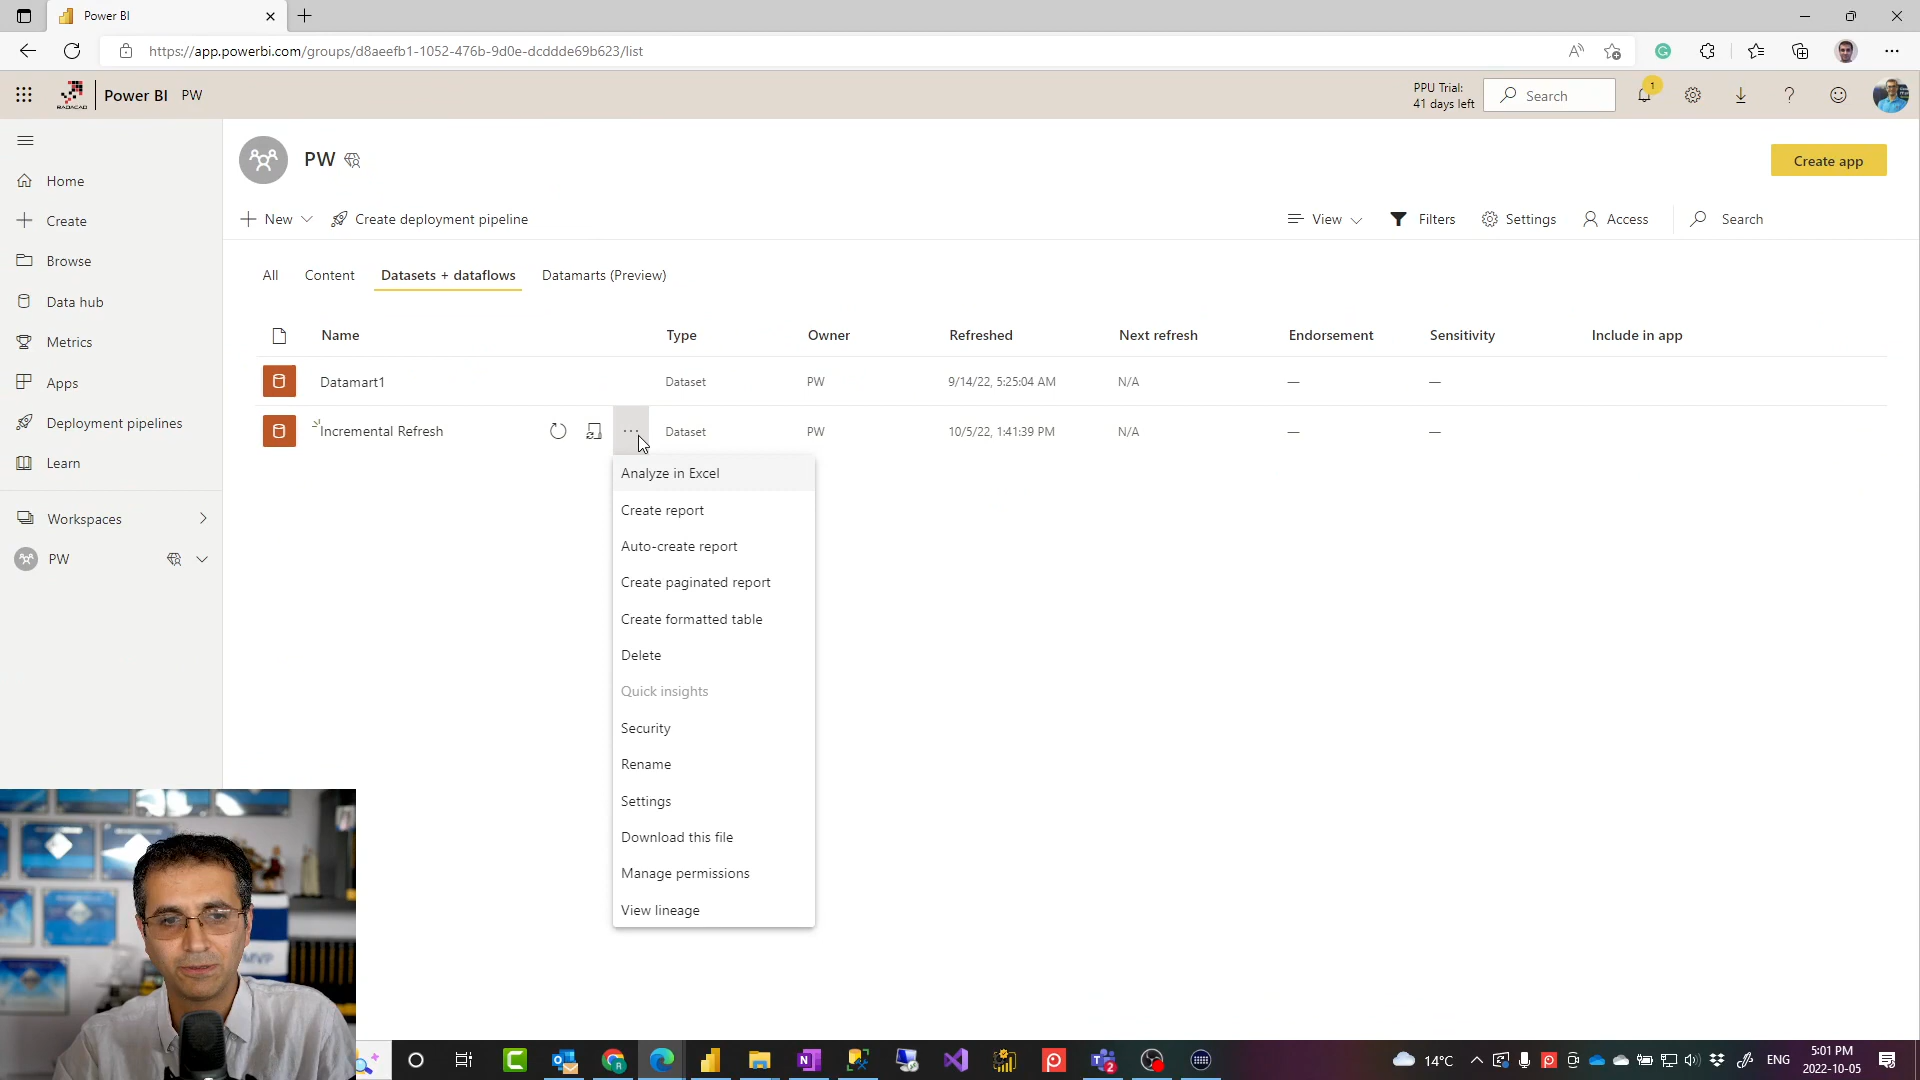 Power BI
https://app.powerbi.com/groups/d8aeefb1-1052-476b-9d0e-dcddde69b623/list
RADACAD
Power BI PW
PPU Trial:
41 days left
Search
1
PW
Create app
Home
Create
Browse
Data hub
Metrics
Apps
Deployment pipelines
Learn
Workspaces
PW
New
Create deployment pipeline
View
Filters
Settings
Access
Search
All
Content
Datasets + dataflows
Datamarts (Preview)
Name Type Owner Refreshed Next refresh Endorsement Sensitivity Include in app
Datamart1 Dataset PW 9/14/22, 5:25:04 AM N/A — —
Incremental Refresh Dataset PW 10/5/22, 1:41:39 PM N/A — —
Analyze in Excel
Create report
Auto-create report
Create paginated report
Create formatted table
Delete
Quick insights
Security
Rename
Settings
Download this file
Manage permissions
View lineage
MVP
14°C
ENG
5:01 PM
2022-10-05